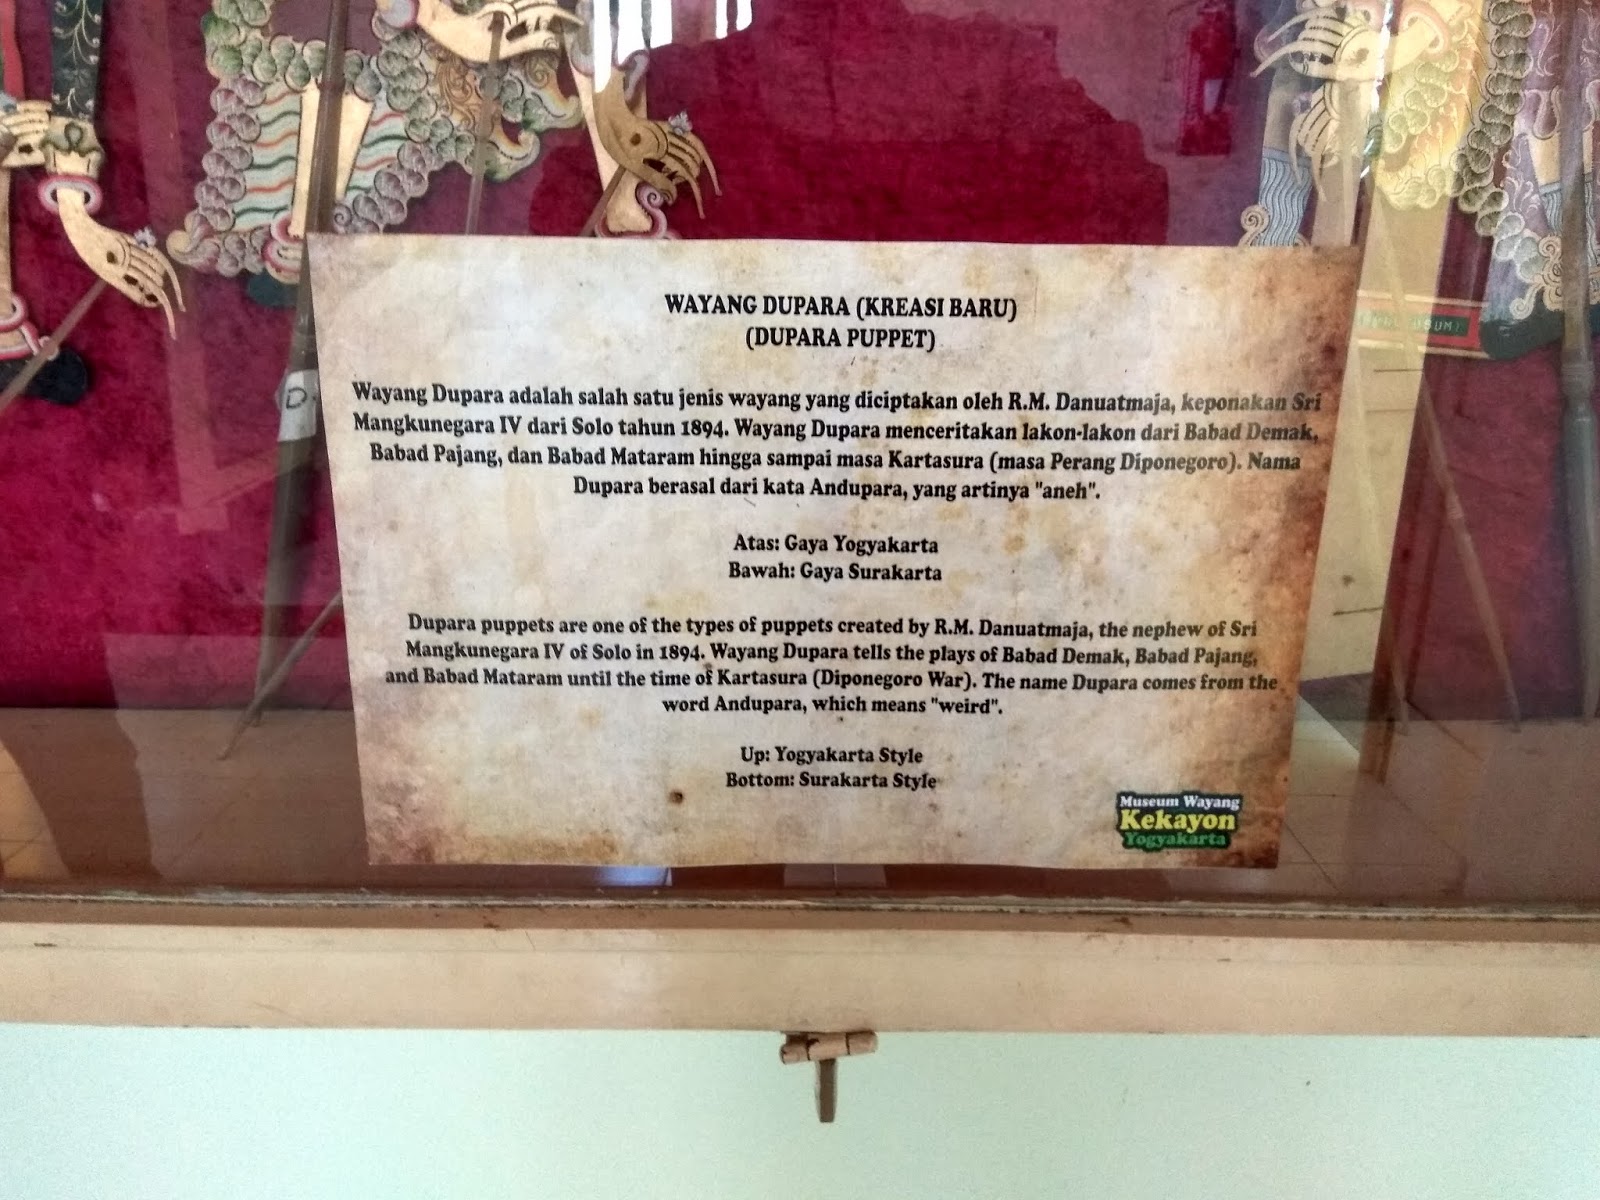 WAYANG DUPARA (KREASI BARU)
(DUPARA PUPPET)
Wayang Dupara adalah salah satu jenis wayang yang diciptakan oleh R.M. Danuatmaja, keponakan Sri
Mangkunegara IV dari Solo tahun 1894. Wayang Dupara menceritakan lakon-lakon dari Babad Demak,
Babad Pajang, dan Babad Mataram hingga sampai masa Kartasura (masa Perang Diponegoro). Nama
Dupara berasal dari kata Andupara, yang artinya "aneh".
Atas: Gaya Yogyakarta
Bawah: Gaya Surakarta
Dupara puppets are one of the types of puppets created by R.M. Danuatmaja, the nephew of Sri
Mangkunegara IV of Solo in 1894. Wayang Dupara tells the plays of Babad Demak, Babad Pajang,
and Babad Mataram until the time of Kartasura (Diponegoro War). The name Dupara comes from the
word Andupara, which means "weird".
Up: Yogyakarta Style
Bottom: Surakarta Style
Museum Wayang
Kekayon
Yogyakarta